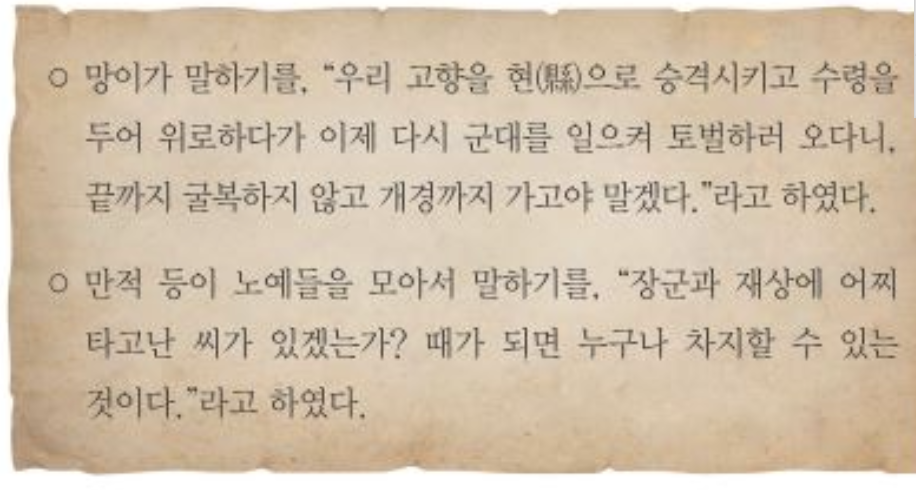 ○ 망이가 말하기를, “우리 고향을 현(縣)으로 승격시키고 수령을
두어 위로하다가 이제 다시 군대를 일으켜 토벌하러 오다니,
끝까지 굴복하지 않고 개경까지 가고야 말겠다.”라고 하였다.
○ 만적 등이 노예들을 모아서 말하기를, “장군과 재상에 어찌
타고난 씨가 있겠는가? 때가 되면 누구나 차지할 수 있는
것이다.”라고 하였다.